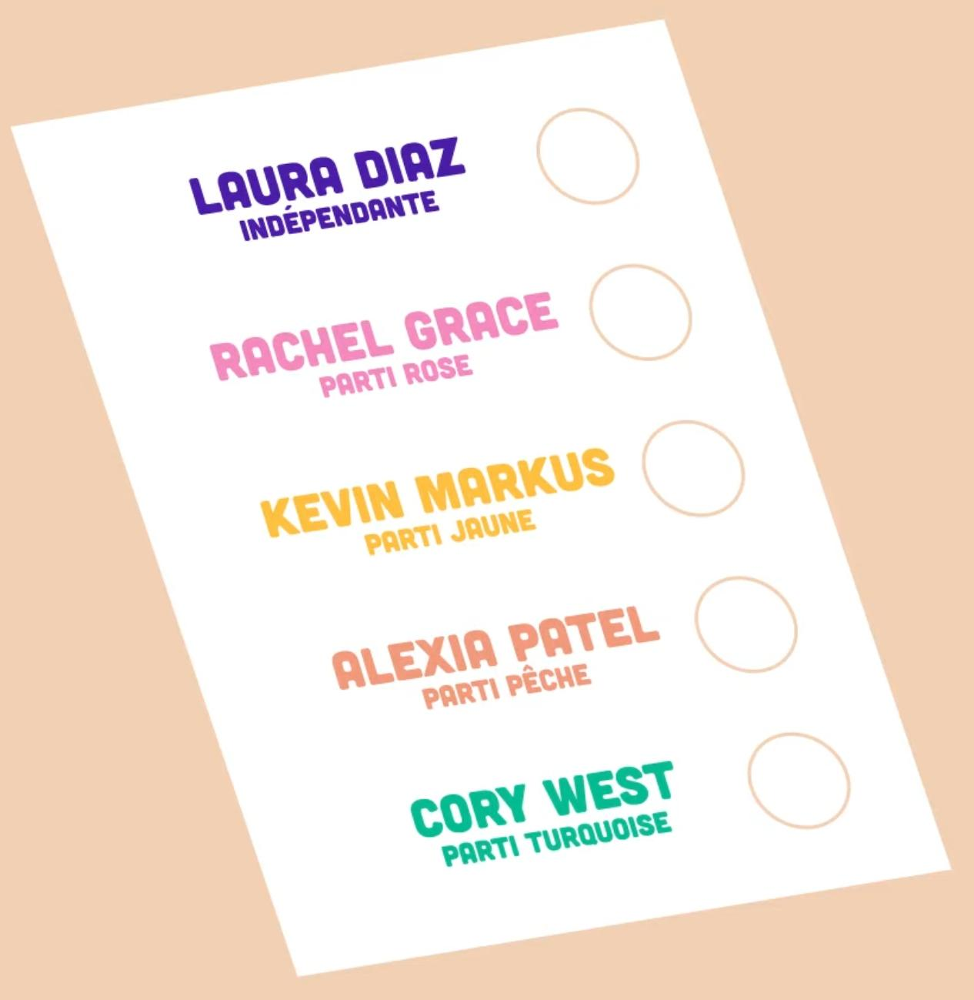 LAURA DIAZ
INDÉPENDANTE
RACHEL GRACE
PARTI ROSE
KEVIN MARKUS
PARTI JAUNE
ALEXIA PATEL
PARTI PÊCHE
CORY WEST
PARTI TURQUOISE